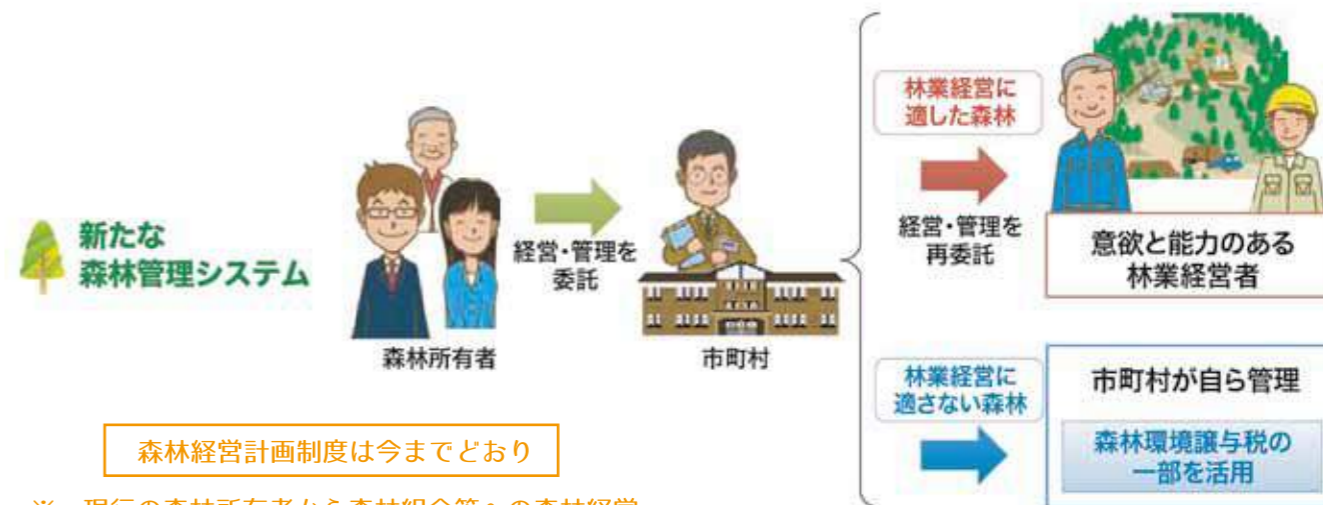 新たな
森林管理システム
森林所有者
経営・管理を
委託
市町村
林業経営に
適した森林
経営・管理を
再委託
意欲と能力のある
林業経営者
林業経営に
適さない森林
市町村が自ら管理
森林環境譲与税の
一部を活用
森林経営計画制度は今までどおり